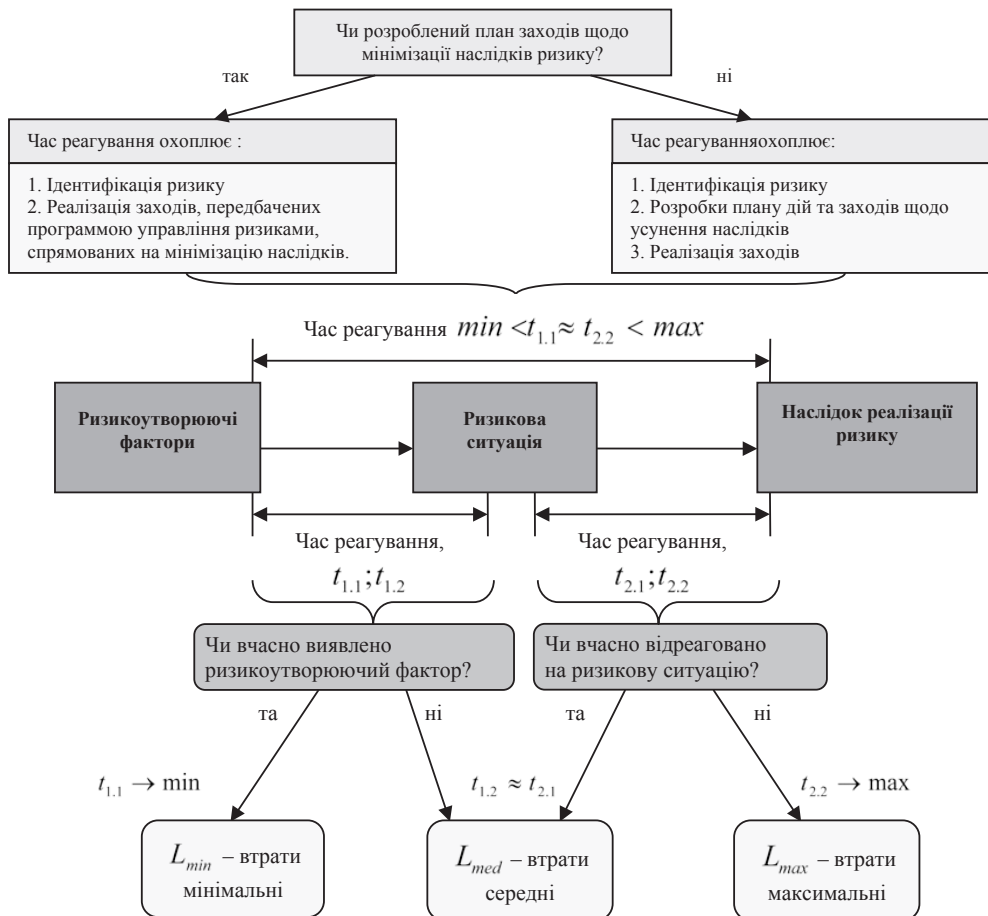 Чи розроблений план заходів щодо
мінімізації наслідків ризику?
так
ні
Час реагування охоплює :
1. Ідентифікація ризику
2. Реалізація заходів, передбачених
программою управління ризиками,
спрямованих на мінімізацію наслідків.
Час реагuванняохоплює:
1. Ідентифікація ризику
2. Розробки плану дій та заходів щодо
усунення наслідків
3. Реалізація заходів
Час реагування min <t1.1≈ t2.2 < max
Ризикоутворюючі
фактори
Ризикова
ситуація
Наслідок реалізації
ризику
Час реагування,
t1.1;t1.2
Час реагування,
t2.1;t2.2
Чи вчасно виявлено
ризикоутворюючий фактор?
Чи вчасно відреаговано
на ризикову ситуацію?
та
ні
та
ні
t1.1 → min
t1.2 ≈ t2.1
t2.2 → max
Lmin – втрати
мінімальні
Lmed – втрати
середні
Lmax – втрати
максимальні